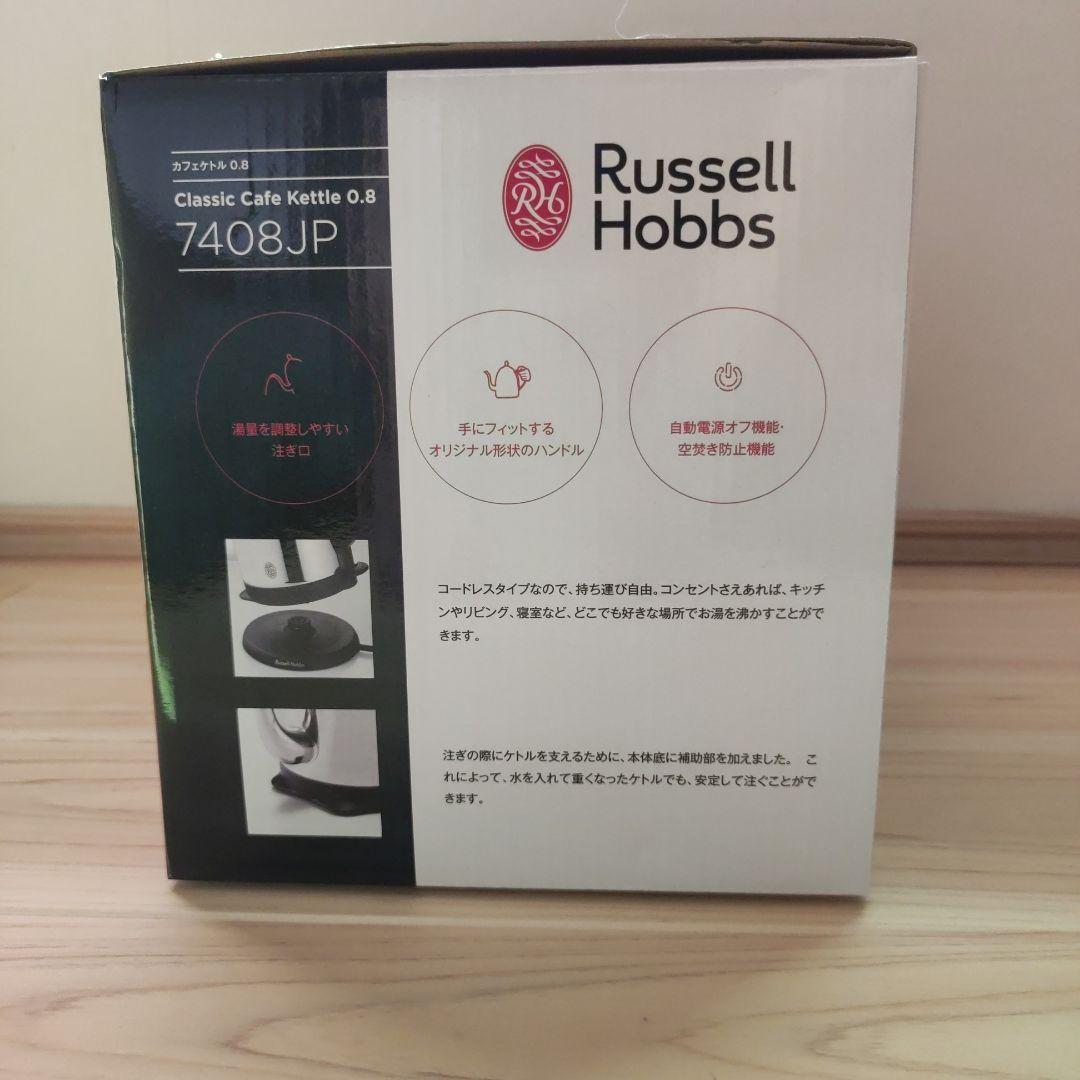 カフェケトル 0.8
Classic Cafe Kettle 0.8
7408JP
RH
Russell
Hobbs
湯量を調整しやすい
注ぎ口
手にフィットする
オリジナル形状のハンドル
自動電源オフ機能・
空焚き防止機能
コードレスタイプなので、持ち運び自由。コンセントさえあれば、キッチ
ンやリビング、寝室など、どこでも好きな場所でお湯を沸かすことがで
きます。
Russell Hobbs
注ぎの際にケトルを支えるために、本体底に補助部を加えました。 こ
れによって、水を入れて重くなったケトルでも、安定して注ぐことがで
きます。